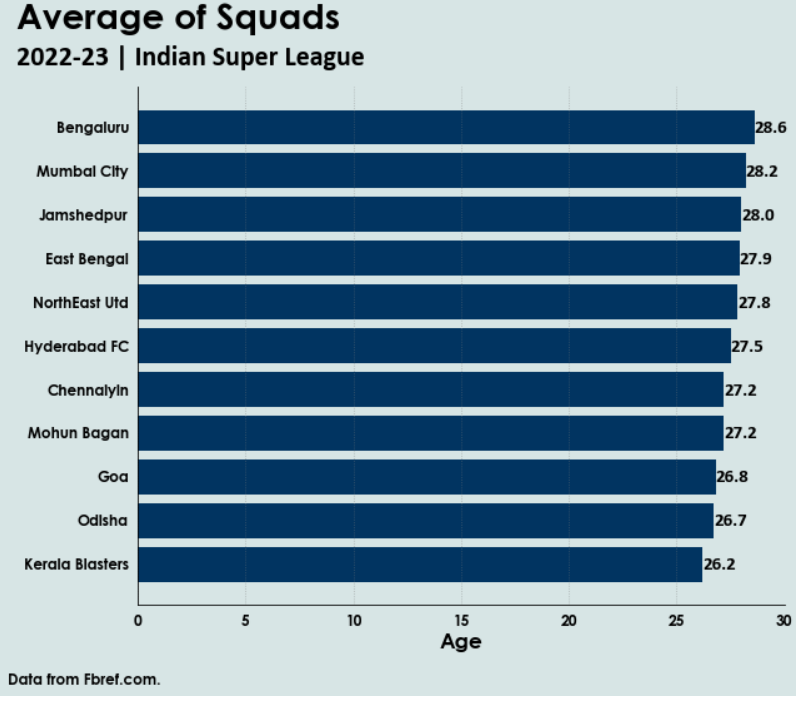 Average of Squads
2022-23 | Indian Super League
Bengaluru 28.6
Mumbai City 28.2
Jamshedpur 28.0
East Bengal 27.9
NorthEast Utd 27.8
Hyderabad FC 27.5
Chennaiyin 27.2
Mohun Bagan 27.2
Goa 26.8
Odisha 26.7
Kerala Blasters 26.2
0 5 10 15 20 25 30
Age
Data from Fbref.com.